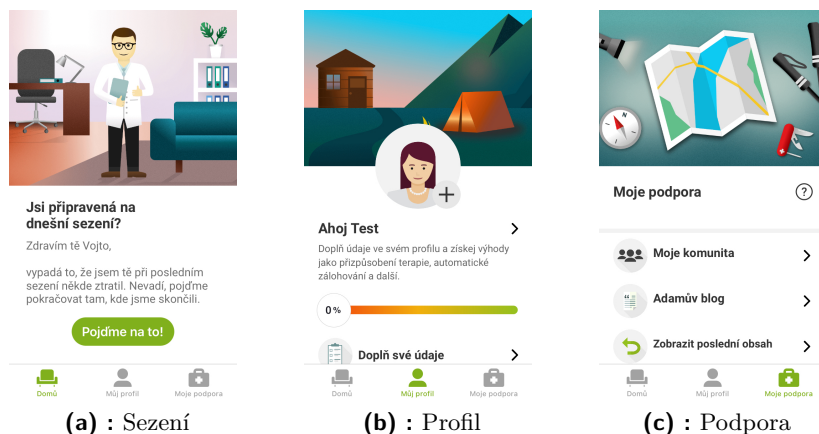 Jsi připravená na
dnešní sezení?
Zdravím tě Vojto,
vypadá to, že jsem tě při posledním
sezení někde ztratil. Nevadí, pojďme
pokračovat tam, kde jsme skončili.
Pojďme na to!
Domů
Můj profil
Moje podpora
(a) : Sezení
Ahoj Test
Doplň údaje ve svém profilu a získej výhody
jako přizpůsobení terapie, automatické
zálohování a další.
0 %
Doplň své údaje
Domů
Můj profil
Moje podpora
(b) : Profil
N
Moje podpora
?
Moje komunita
Adamův blog
Zobrazit poslední obsah
Domů
Můj profil
Moje podpora
(c) : Podpora